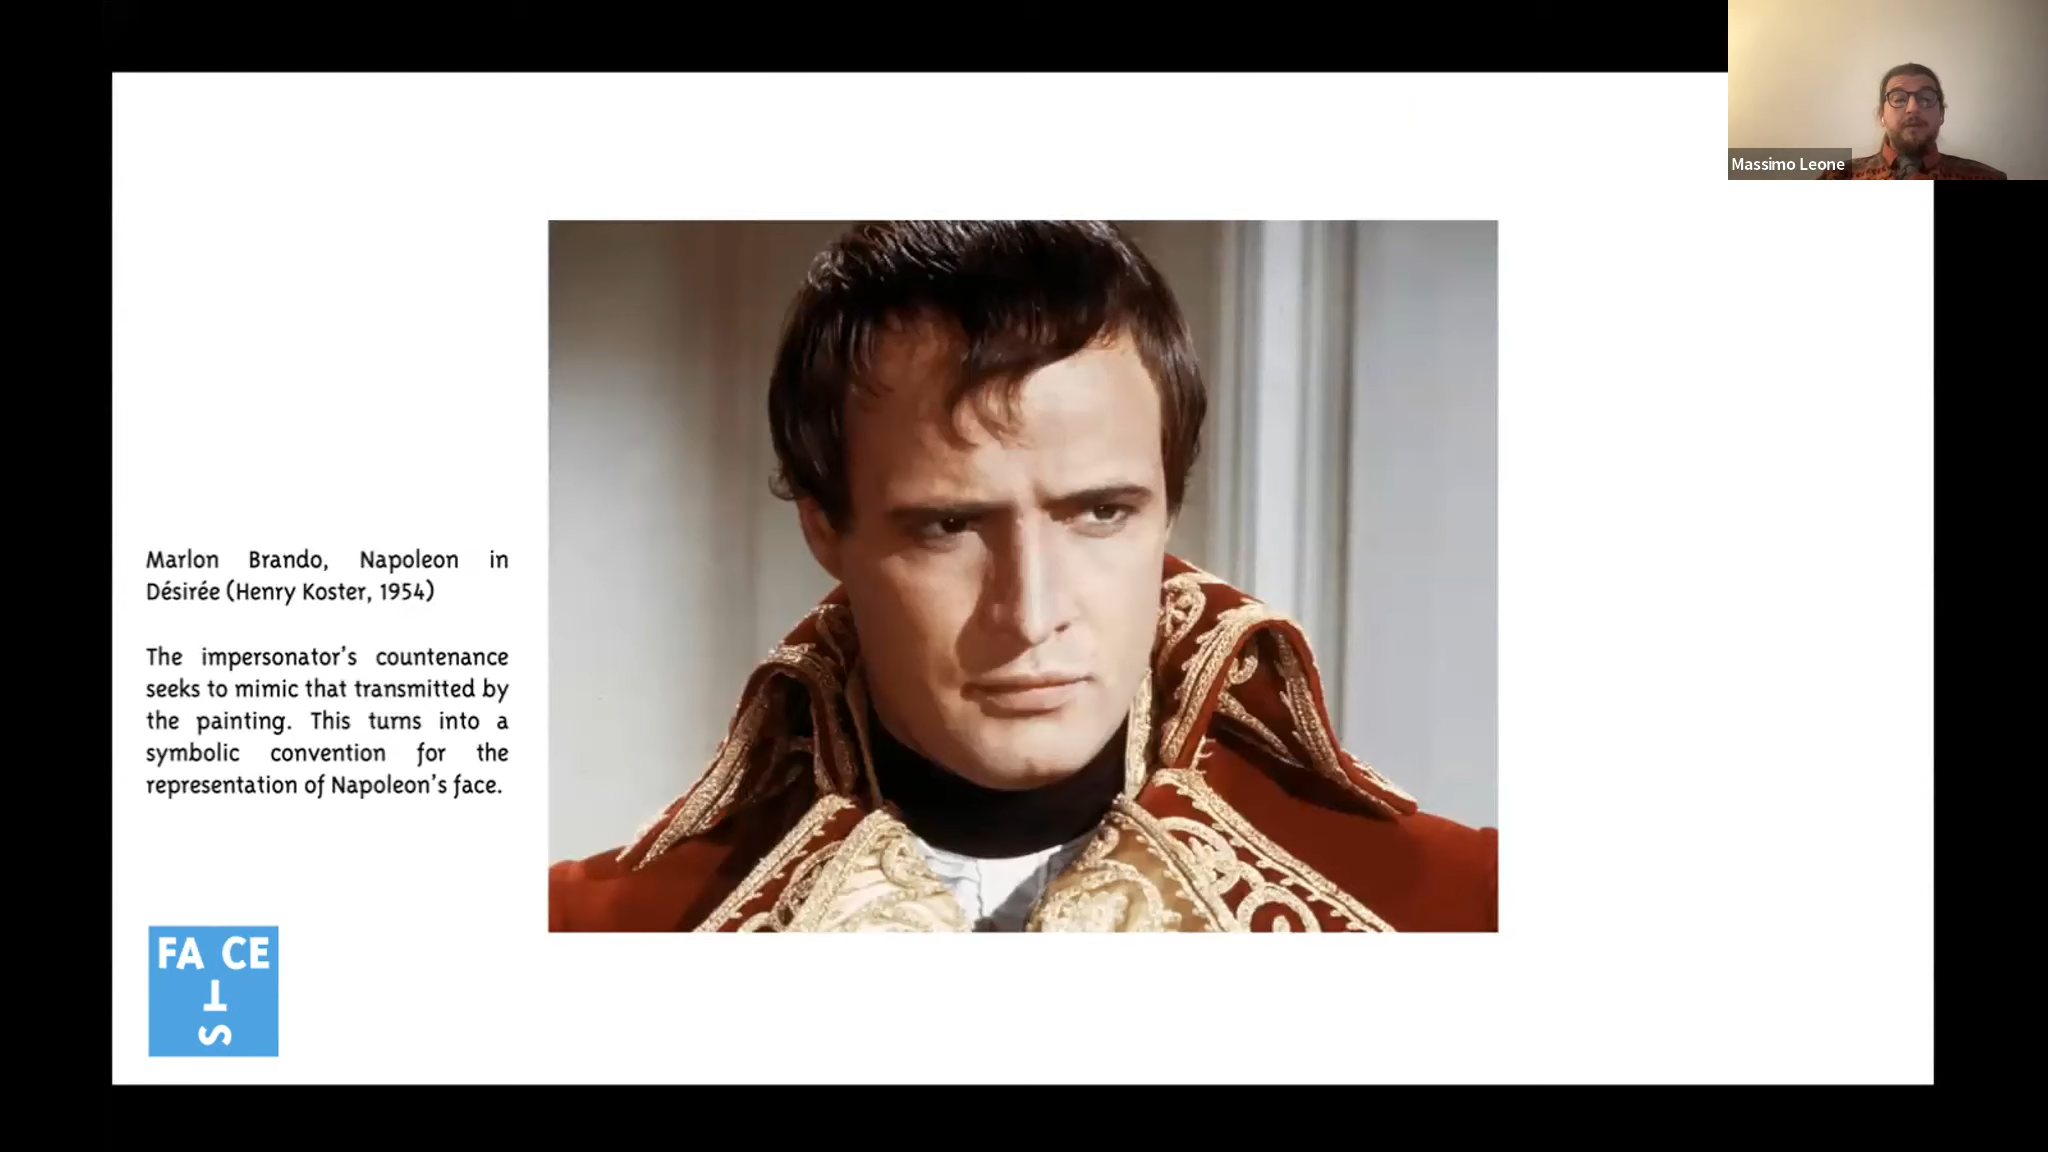 Massimo Leone
Marlon Brando, Napoleon in
Désirée (Henry Koster, 1954)
The impersonator's countenance
seeks to mimic that transmitted by
the painting. This turns into a
symbolic convention for the
representation of Napoleon's face.
FA CE
T
S